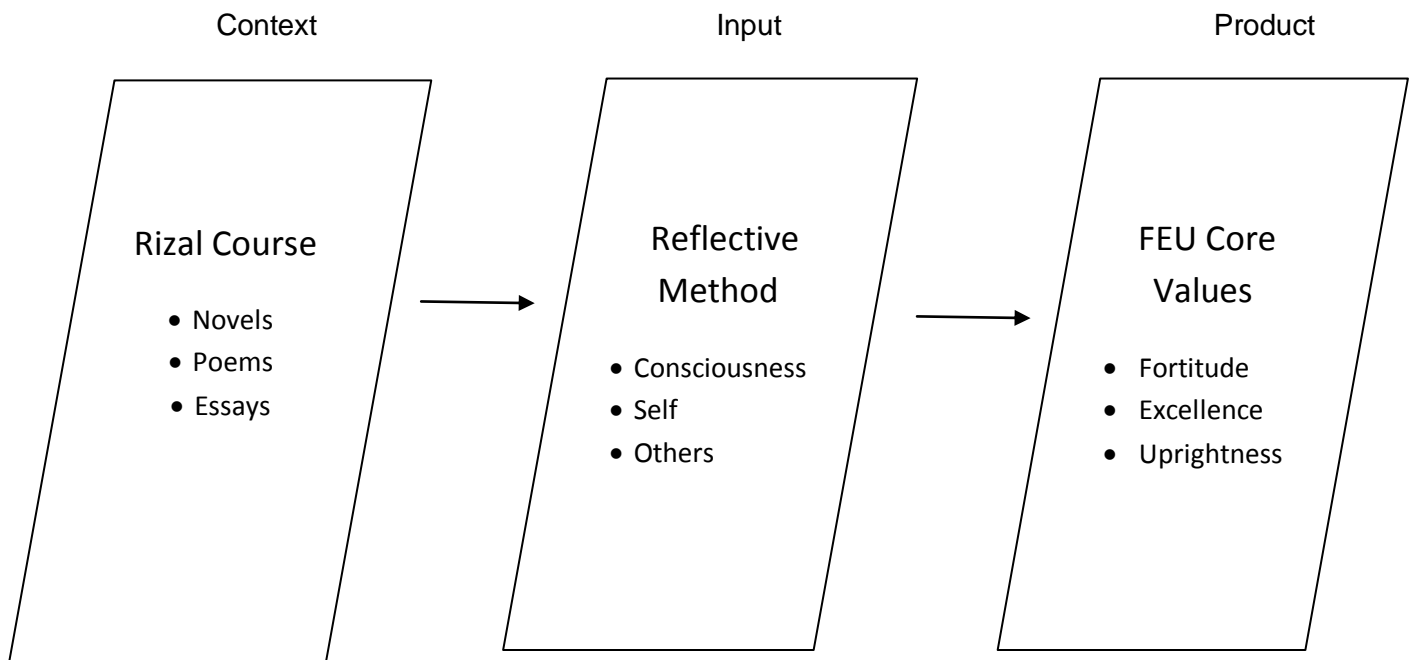 Context
Input
Product
Rizal Course
• Novels
• Poems
• Essays
Reflective
Method
• Consciousness
• Self
• Others
FEU Core
Values
• Fortitude
• Excellence
• Uprightness